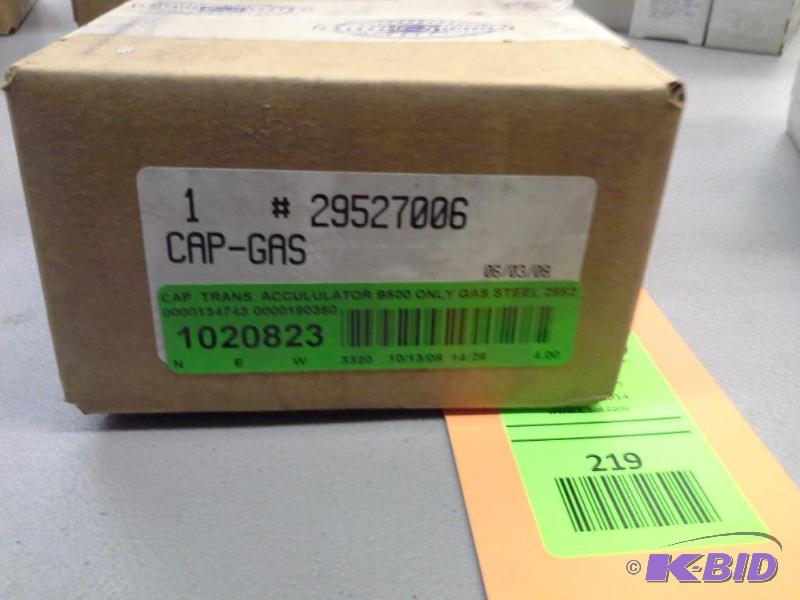 1 # 29527006
CAP-GAS
06/03/08
CAP TRANS. ACCULULATOR B500 ONLY GAS STEEL 2952
0000134743 0000190350
1020823
N E W 3320 10/13/08 14:26 4.00
219
© K-BID